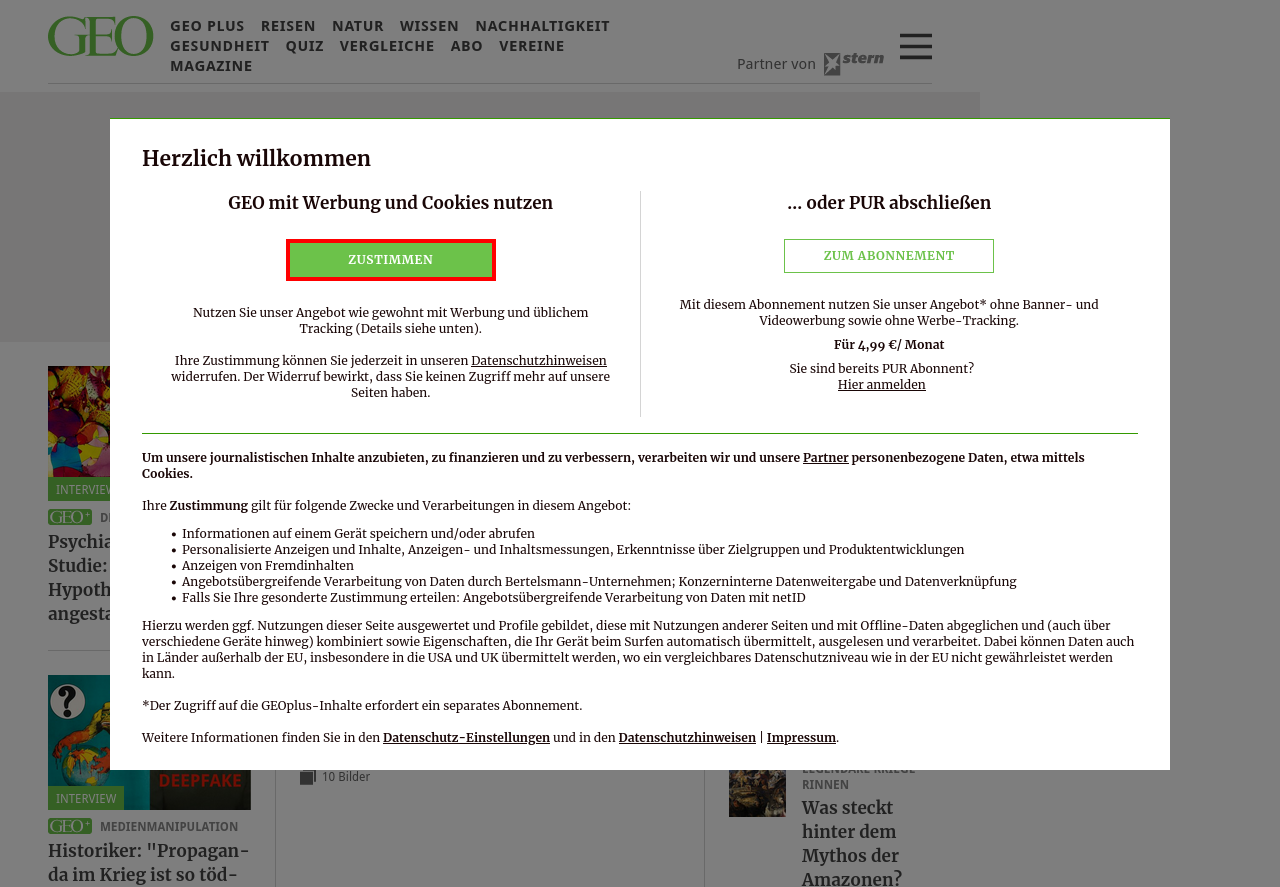 GEO
GEO PLUS REISEN NATUR WISSEN NACHHALTIGKEIT
GESUNDHEIT QUIZ VERGLEICHE ABO VEREINE
MAGAZINE
Partner von stern
Herzlich willkommen
GEO mit Werbung und Cookies nutzen
ZUSTIMMEN
Nutzen Sie unser Angebot wie gewohnt mit Werbung und üblichem
Tracking (Details siehe unten).
Ihre Zustimmung können Sie jederzeit in unseren Datenschutzhinweisen
widerrufen. Der Widerruf bewirkt, dass Sie keinen Zugriff mehr auf unsere
Seiten haben.
... oder PUR abschließen
ZUM ABONNEMENT
Mit diesem Abonnement nutzen Sie unser Angebot* ohne Banner- und
Videowerbung sowie ohne Werbe-Tracking.
Für 4,99 €/ Monat
Sie sind bereits PUR Abonnent?
Hier anmelden
Um unsere journalistischen Inhalte anzubieten, zu finanzieren und zu verbessern, verarbeiten wir und unsere Partner personenbezogene Daten, etwa mittels
Cookies.
Ihre Zustimmung gilt für folgende Zwecke und Verarbeitungen in diesem Angebot:
• Informationen auf einem Gerät speichern und/oder abrufen
• Personalisierte Anzeigen und Inhalte, Anzeigen- und Inhaltsmessungen, Erkenntnisse über Zielgruppen und Produktentwicklungen
• Anzeigen von Fremdinhalten
• Angebotsübergreifende Verarbeitung von Daten durch Bertelsmann-Unternehmen; Konzerninterne Datenweitergabe und Datenverknüpfung
• Falls Sie Ihre gesonderte Zustimmung erteilen: Angebotsübergreifende Verarbeitung von Daten mit netID
Hierzu werden ggf. Nutzungen dieser Seite ausgewertet und Profile gebildet, diese mit Nutzungen anderer Seiten und mit Offline-Daten abgeglichen und (auch über
verschiedene Geräte hinweg) kombiniert sowie Eigenschaften, die Ihr Gerät beim Surfen automatisch übermittelt, ausgelesen und verarbeitet. Dabei können Daten auch
in Länder außerhalb der EU, insbesondere in die USA und UK übermittelt werden, wo ein vergleichbares Datenschutzniveau wie in der EU nicht gewährleistet werden
kann.
*Der Zugriff auf die GEOplus-Inhalte erfordert ein separates Abonnement.
Weitere Informationen finden Sie in den Datenschutz-Einstellungen und in den Datenschutzhinweisen | Impressum.
INTERVIEW
GEO+
Psychia
Studie:
Hypoth
angesta
?
DEEPFAKE
INTERVIEW
GEO+ MEDIENMANIPULATION
Historiker: "Propagan-
da im Krieg ist so töd-
10 Bilder
LEGENDÄRE KRIEGE
RINNEN
Was steckt
hinter dem
Mythos der
Amazonen?